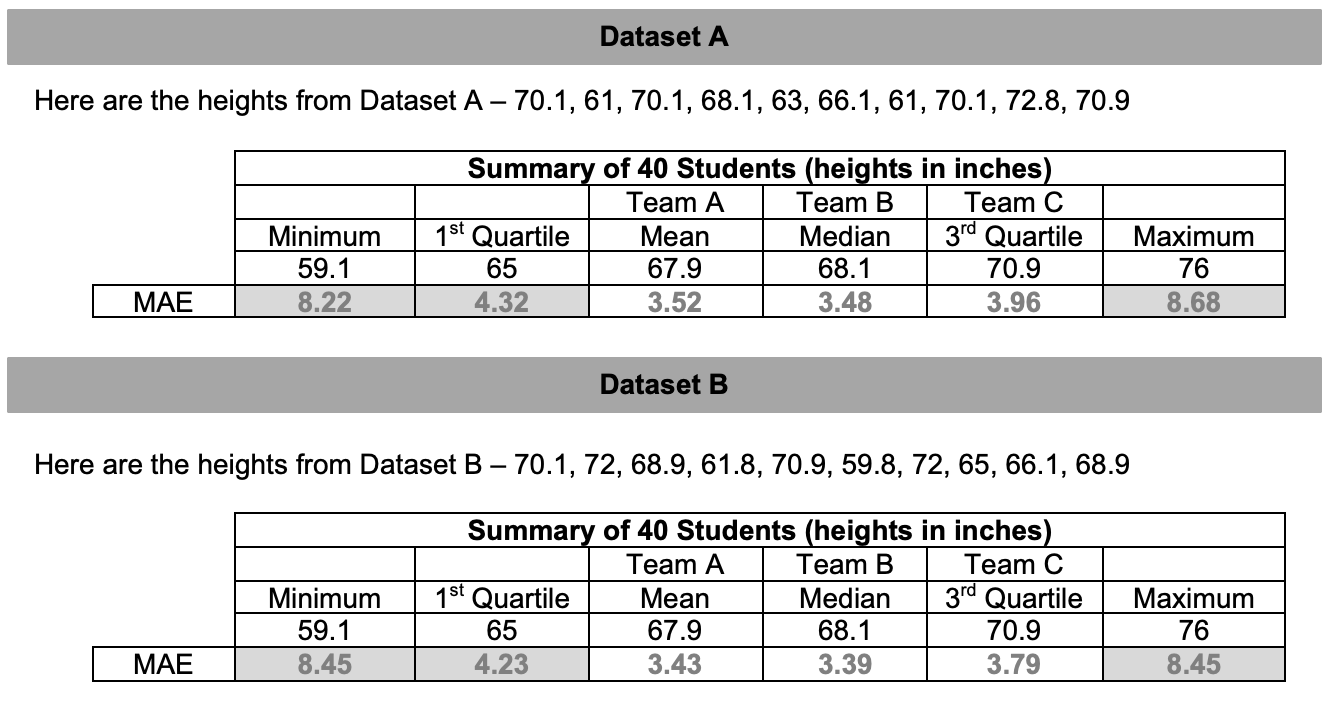 Dataset A
Here are the heights from Dataset A – 70.1, 61, 70.1, 68.1, 63, 66.1, 61, 70.1, 72.8, 70.9
Summary of 40 Students (heights in inches)
Team A Team B Team C
Minimum 1st Quartile Mean Median 3rd Quartile Maximum
59.1 65 67.9 68.1 70.9 76
MAE 8.22 4.32 3.52 3.48 3.96 8.68
Dataset B
Here are the heights from Dataset B – 70.1, 72, 68.9, 61.8, 70.9, 59.8, 72, 65, 66.1, 68.9
Summary of 40 Students (heights in inches)
Team A Team B Team C
Minimum 1st Quartile Mean Median 3rd Quartile Maximum
59.1 65 67.9 68.1 70.9 76
MAE 8.45 4.23 3.43 3.39 3.79 8.45